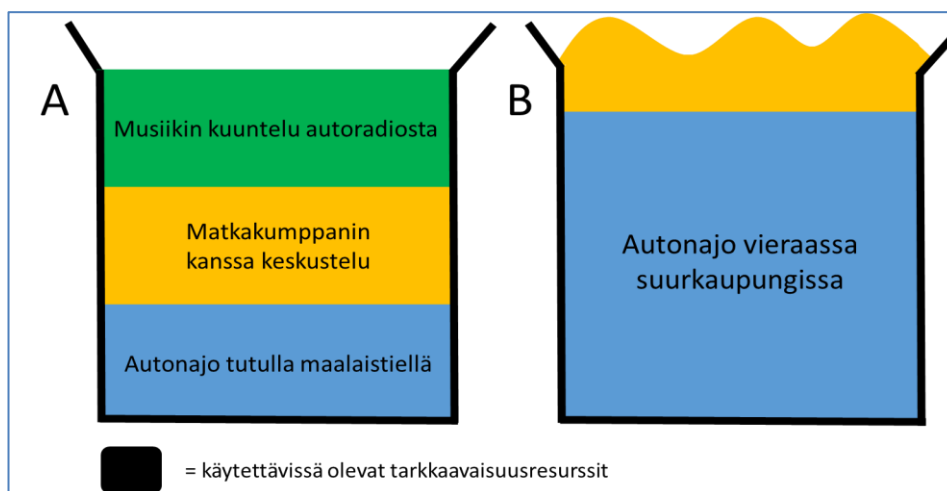 A
Musiikin kuuntelu autoradiosta
Matkakumppanin
kanssa keskustelu
Autonajo tutulla maalaistiellä
B
Autonajo vieraassa
suurkaupungissa
= käytettävissä olevat tarkkaavaisuusresurssit